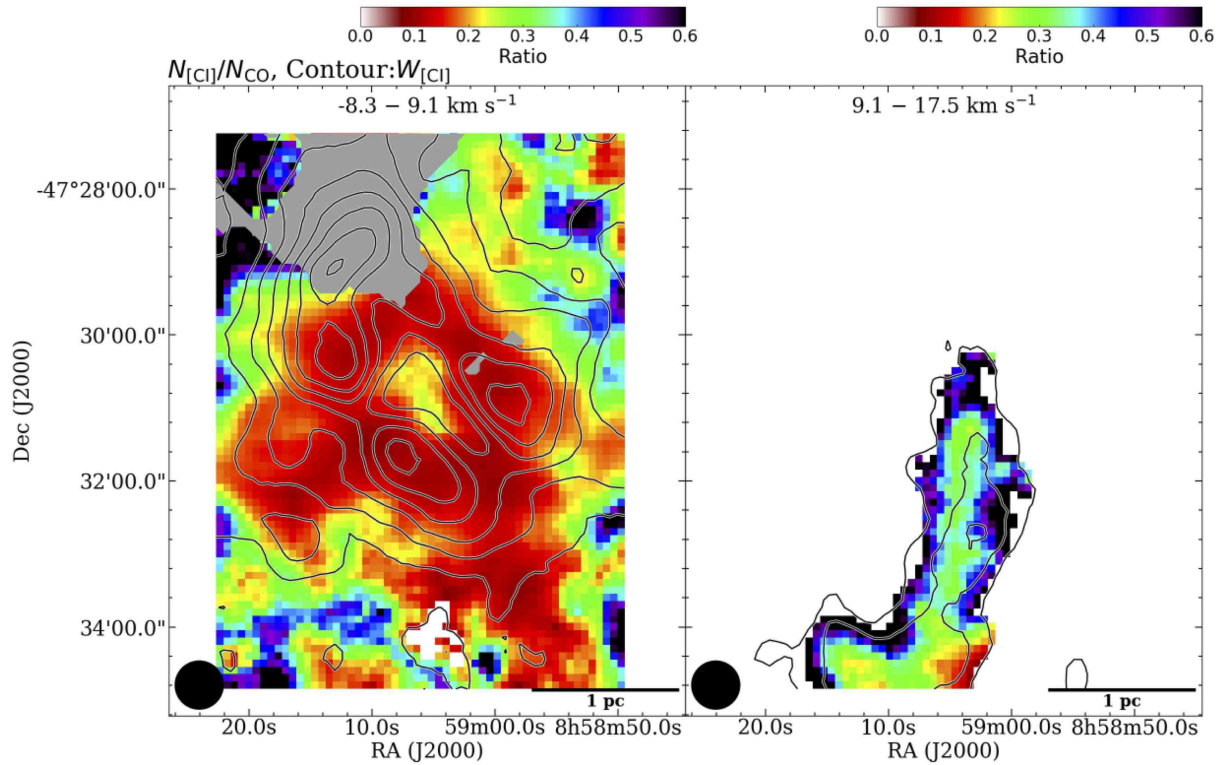 0.0 0.1 0.2 0.3 0.4 0.5 0.6
Ratio
0.0 0.1 0.2 0.3 0.4 0.5 0.6
Ratio
N[CI]/NCO, Contour:W[CI]
-8.3 − 9.1 km s⁻¹
9.1 − 17.5 km s⁻¹
-47°28'00.0"
30'00.0"
32'00.0"
34'00.0"
Dec (J2000)
1 pc
1 pc
20.0s 10.0s 59m00.0s 8h58m50.0s
20.0s 10.0s 59m00.0s 8h58m50.0s
RA (J2000)
RA (J2000)